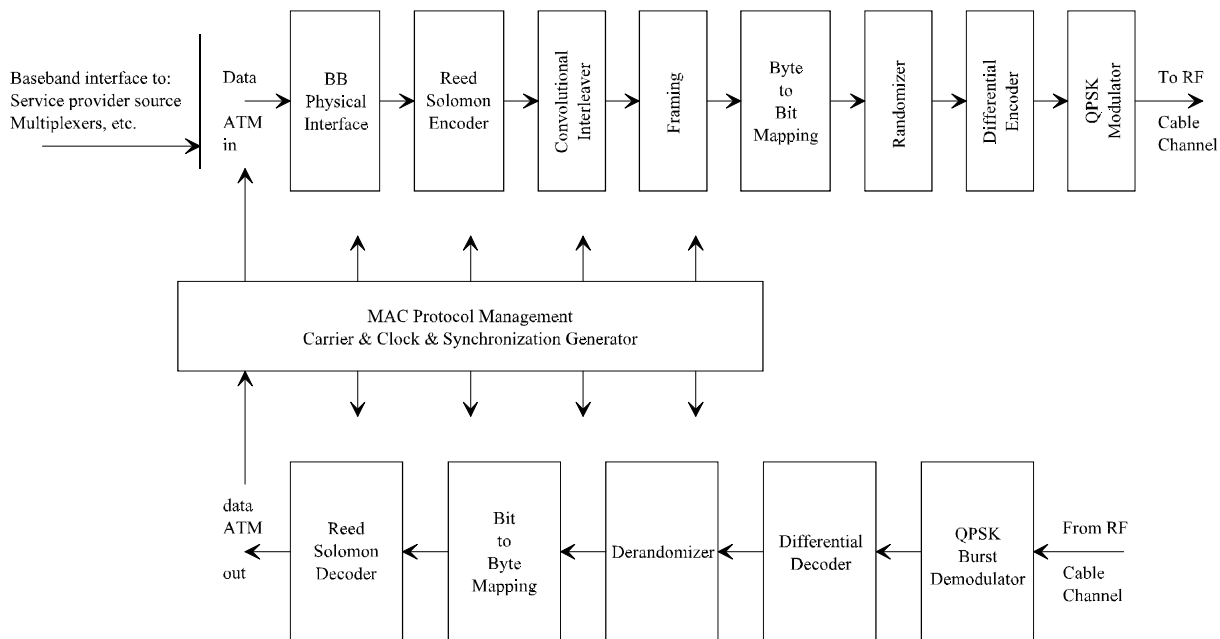 Baseband interface to:
Service provider source
Multiplexers, etc.
Data
ATM
in
BB
Physical
Interface
Reed
Solomon
Encoder
Convolutional
Interleaver
Framing
Byte
to
Bit
Mapping
Randomizer
Differential
Encoder
QPSK
Modulator
To RF
Cable
Channel
MAC Protocol Management
Carrier & Clock & Synchronization Generator
data
ATM
out
Reed
Solomon
Decoder
Bit
to
Byte
Mapping
Derandomizer
Differential
Decoder
QPSK
Burst
Demodulator
From RF
Cable
Channel